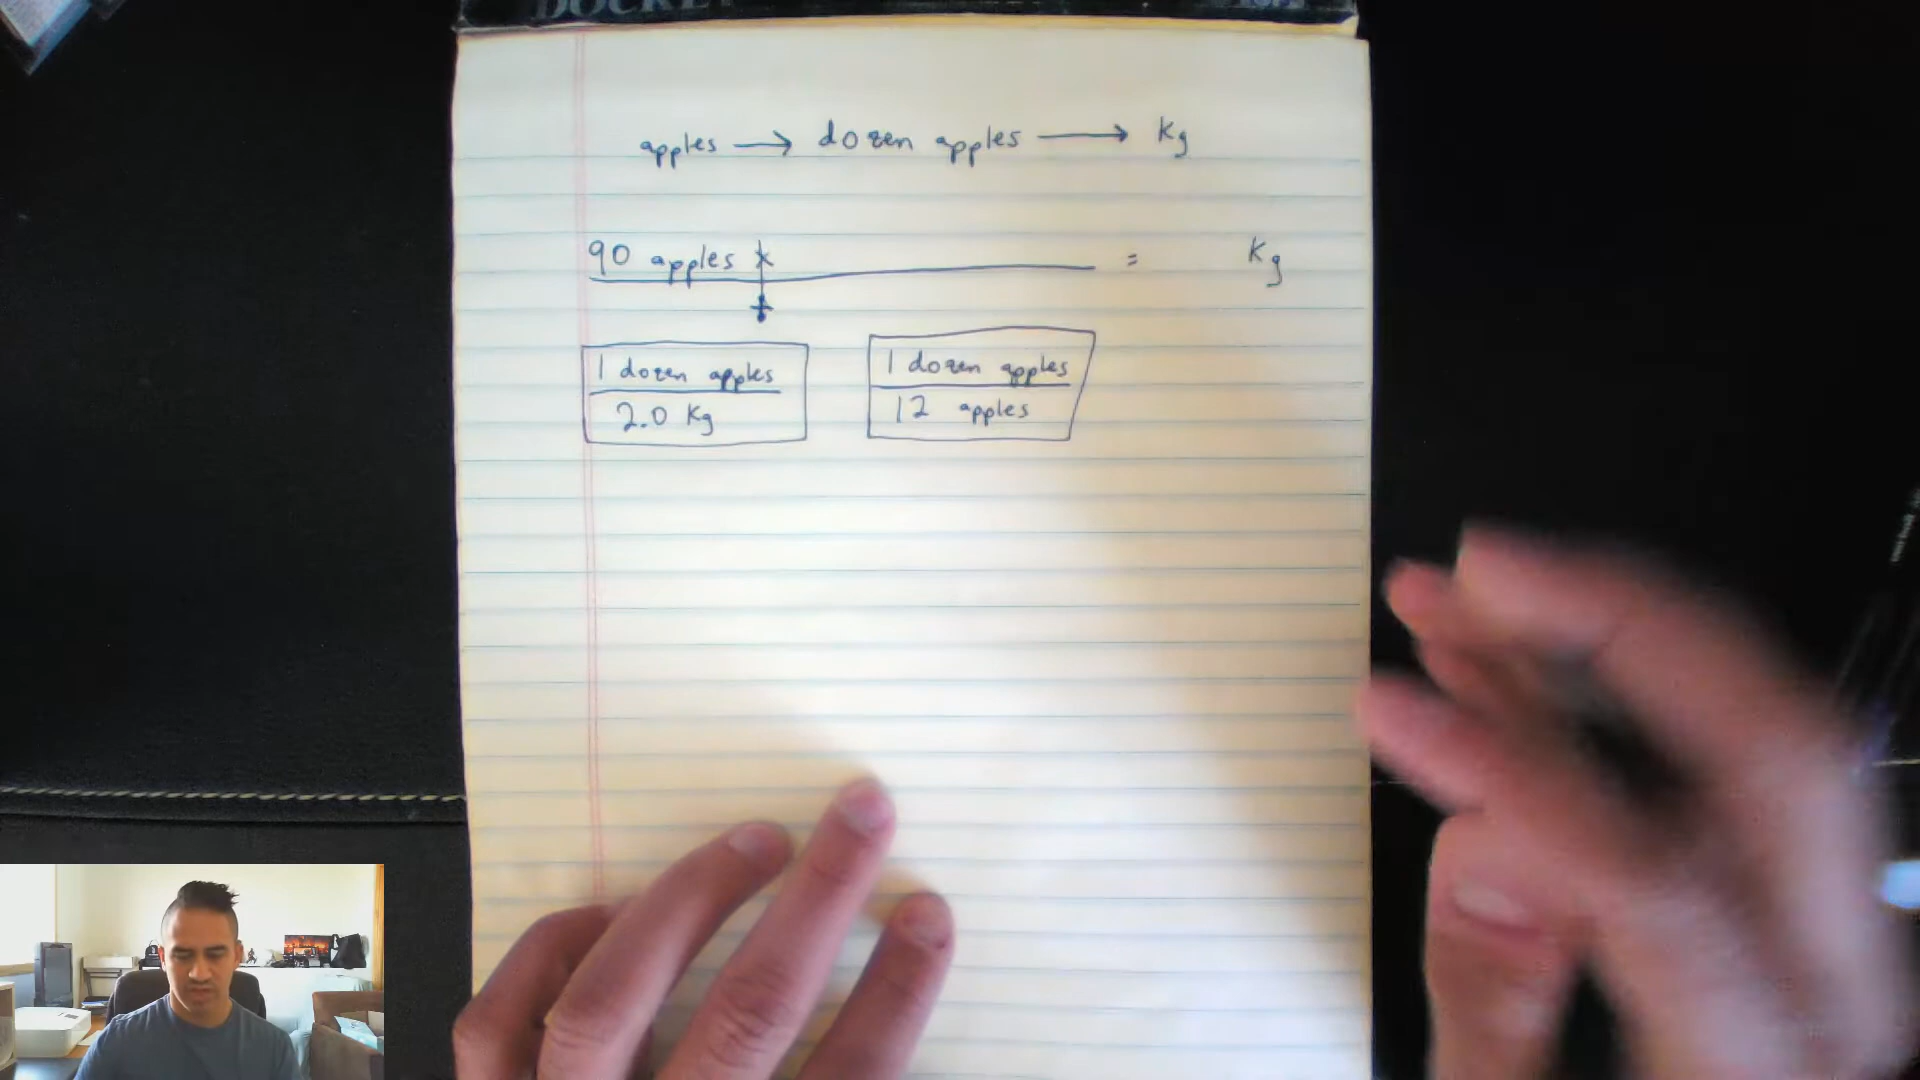 apples → dozen apples → kg
90 apples x = kg
1 dozen apples 1 dozen apples
2.0 kg 12 apples